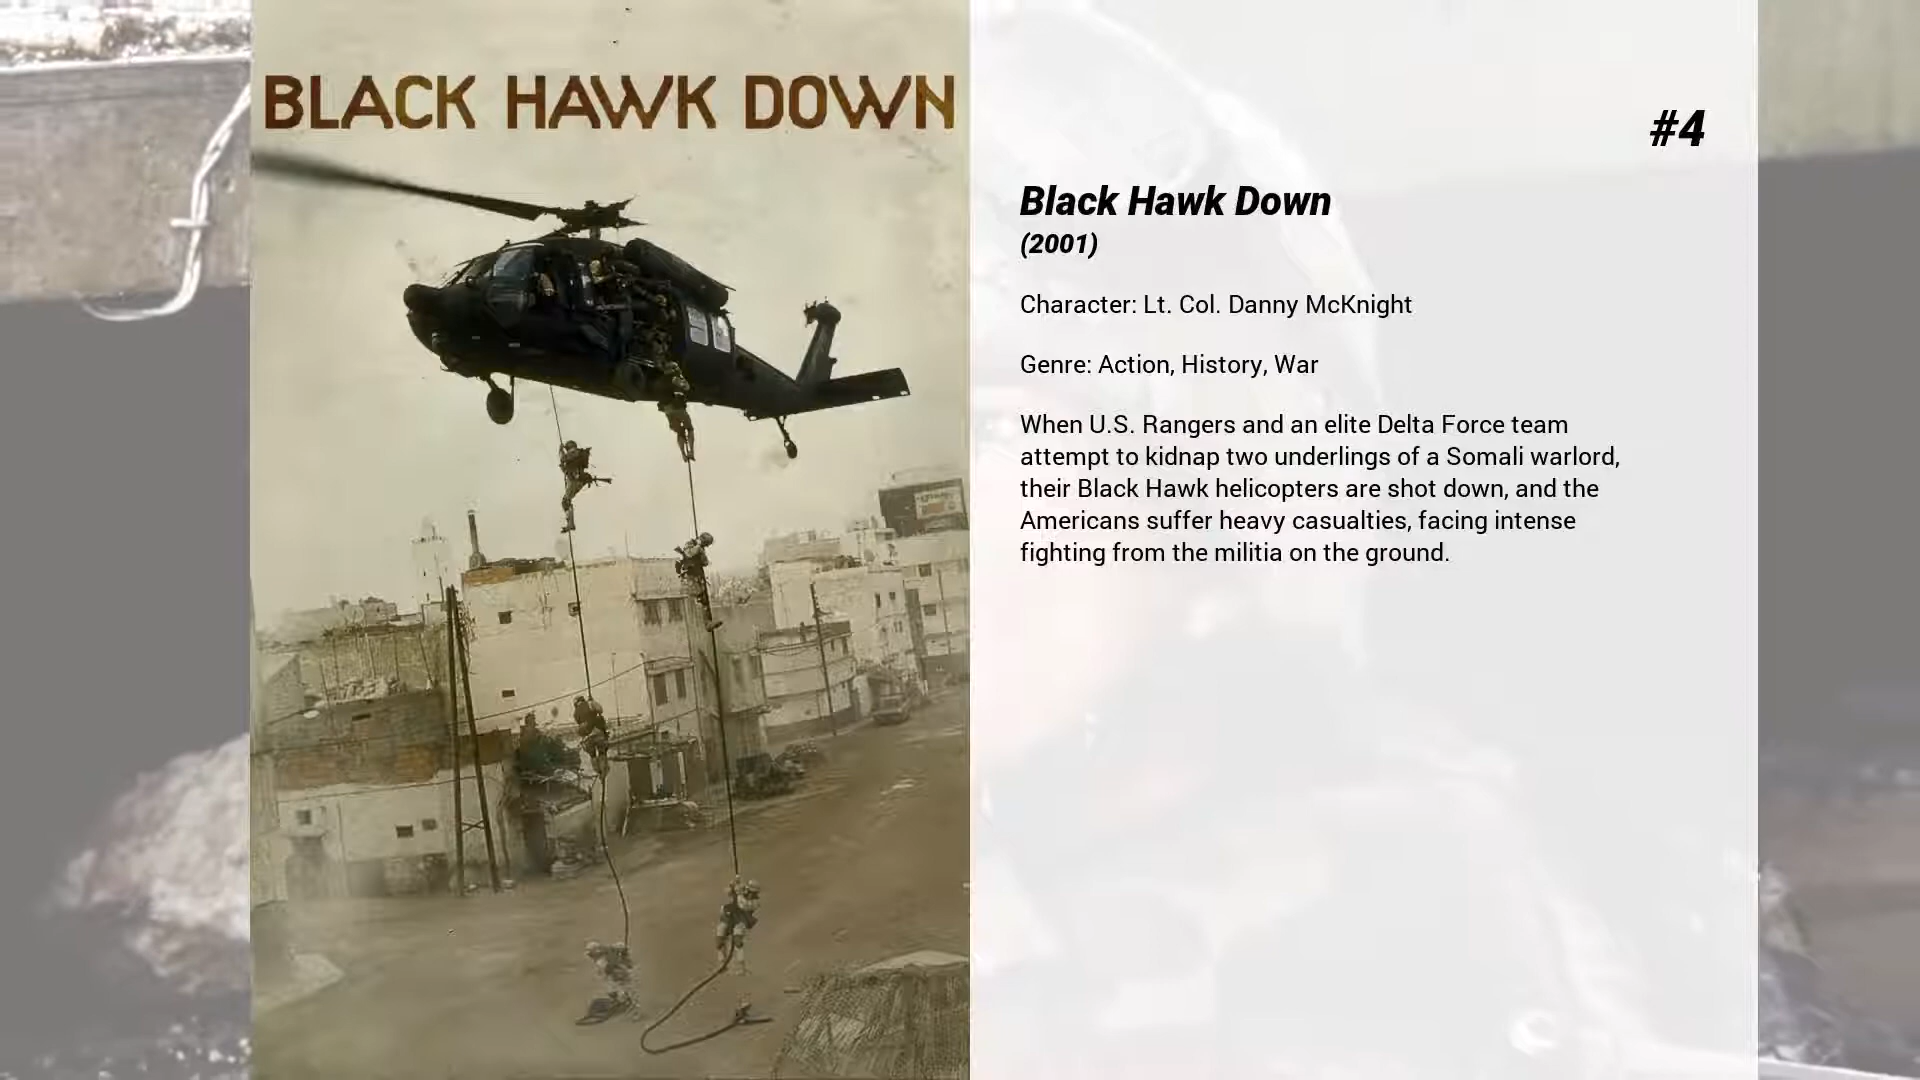 BLACK HAWK DOWN
#4
Black Hawk Down
(2001)
Character: Lt. Col. Danny McKnight
Genre: Action, History, War
When U.S. Rangers and an elite Delta Force team
attempt to kidnap two underlings of a Somali warlord,
their Black Hawk helicopters are shot down, and the
Americans suffer heavy casualties, facing intense
fighting from the militia on the ground.